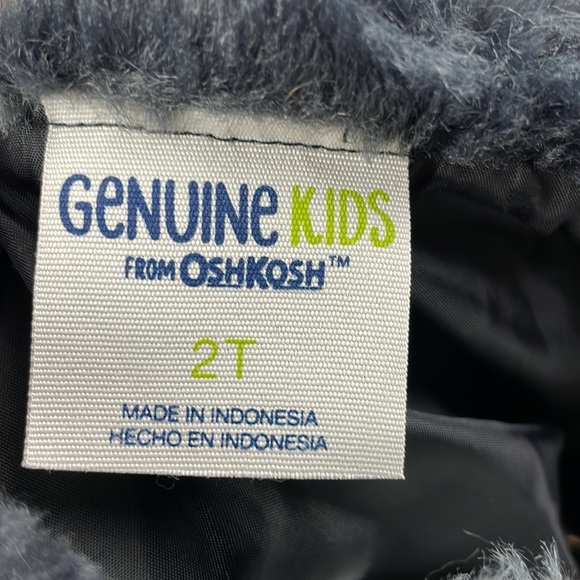 GENUINE KIDS
FROM OSHKOSH™
2T
MADE IN INDONESIA
HECHO EN INDONESIA